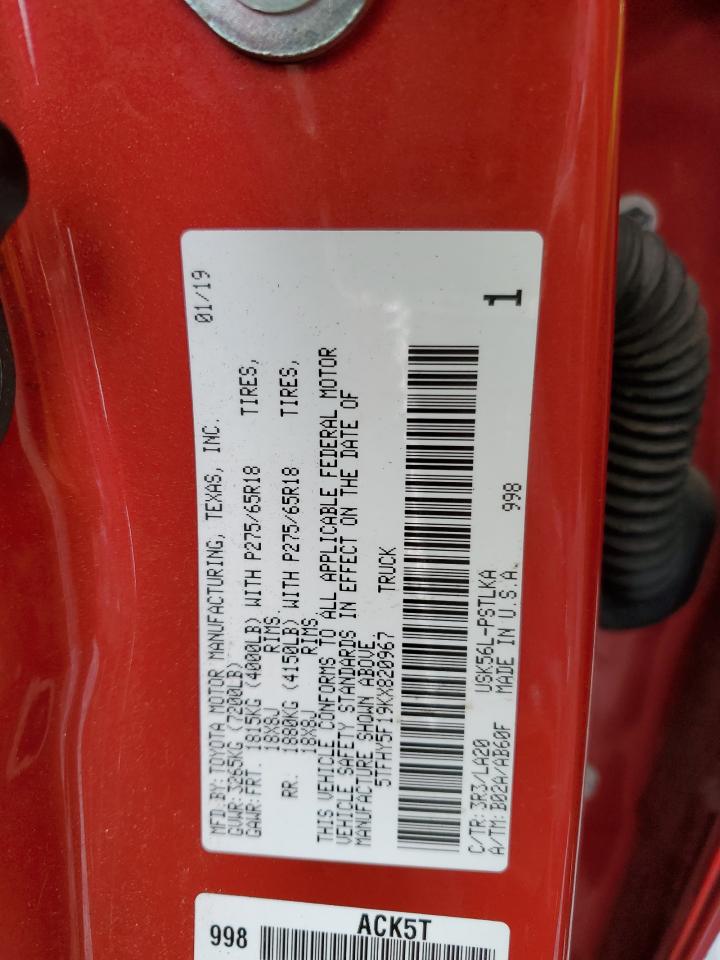 01/19
MFD.BY:TOYOTA MOTOR MANUFACTURING, TEXAS, INC.
GVWR:3265KG (7200LB)
GAWR:FRT. 1815KG (4000LB) WITH P275/65R18 TIRES,
18X8J RIMS
RR. 1880KG (4150LB) WITH P275/65R18 TIRES,
18X8J RIMS
THIS VEHICLE CONFORMS TO ALL APPLICABLE FEDERAL MOTOR
VEHICLE SAFETY STANDARDS IN EFFECT ON THE DATE OF
MANUFACTURE SHOWN ABOVE.
5TFHY5F19KX820967 TRUCK
1
C/TR:3R3/LA20 USK56L-PSTLKA 998
A/TM:B02A/AB60F MADE IN U.S.A.
998 ACK5T